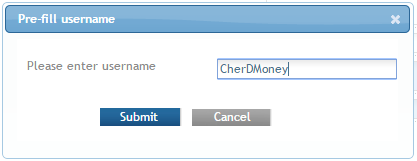 Pre-fill username
Please enter username CherDMoney
Submit Cancel